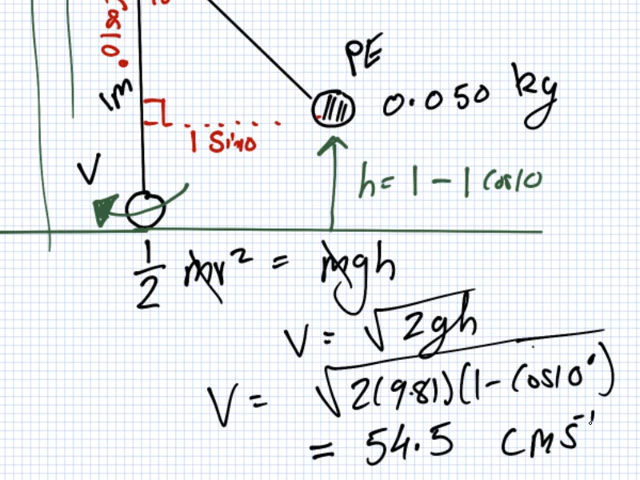 cos10°
1M
PE
0.050 kg
1 Sin10
V
h = 1 - 1 cos10
1/2 mv² = mgh
V = √2gh
V = √2(9.81)(1 - Cos10°)
= 54.5 cms⁻¹